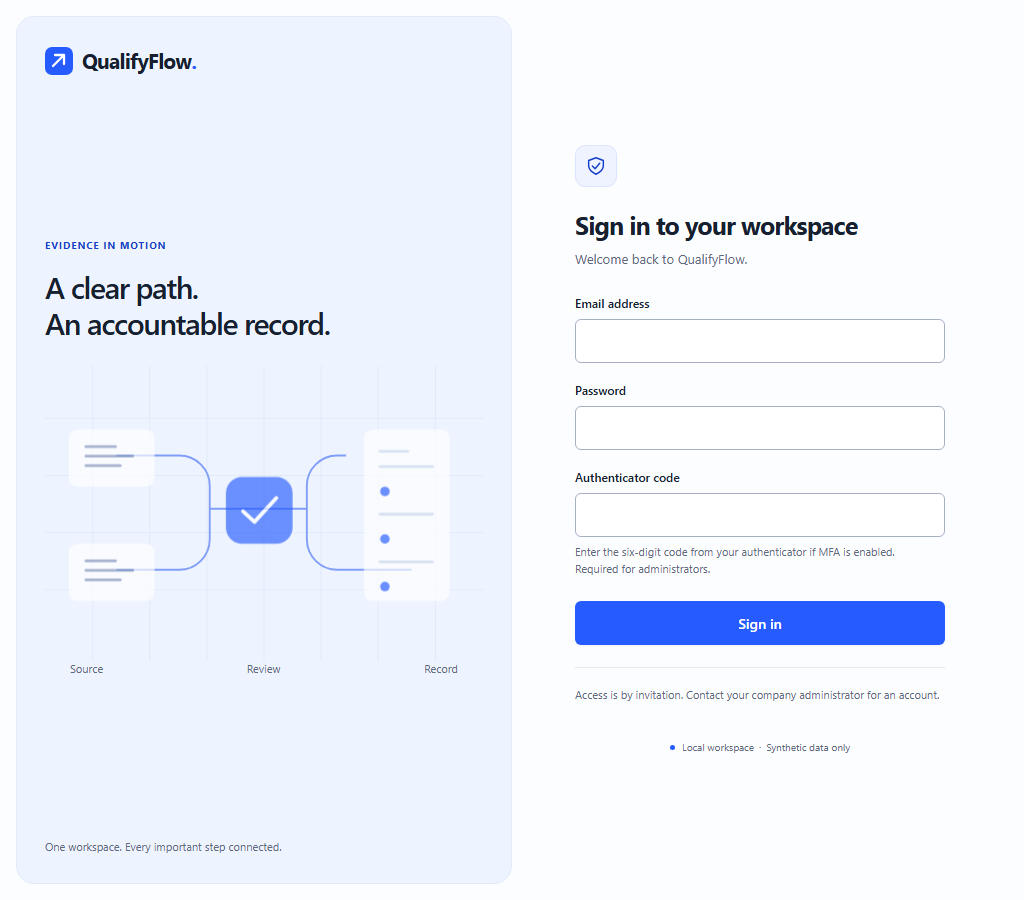 QualifyFlow.
EVIDENCE IN MOTION
A clear path.
An accountable record.
Source
Review
Record
One workspace. Every important step connected.
Sign in to your workspace
Welcome back to QualifyFlow.
Email address
Password
Authenticator code
Enter the six-digit code from your authenticator if MFA is enabled.
Required for administrators.
Sign in
Access is by invitation. Contact your company administrator for an account.
Local workspace · Synthetic data only